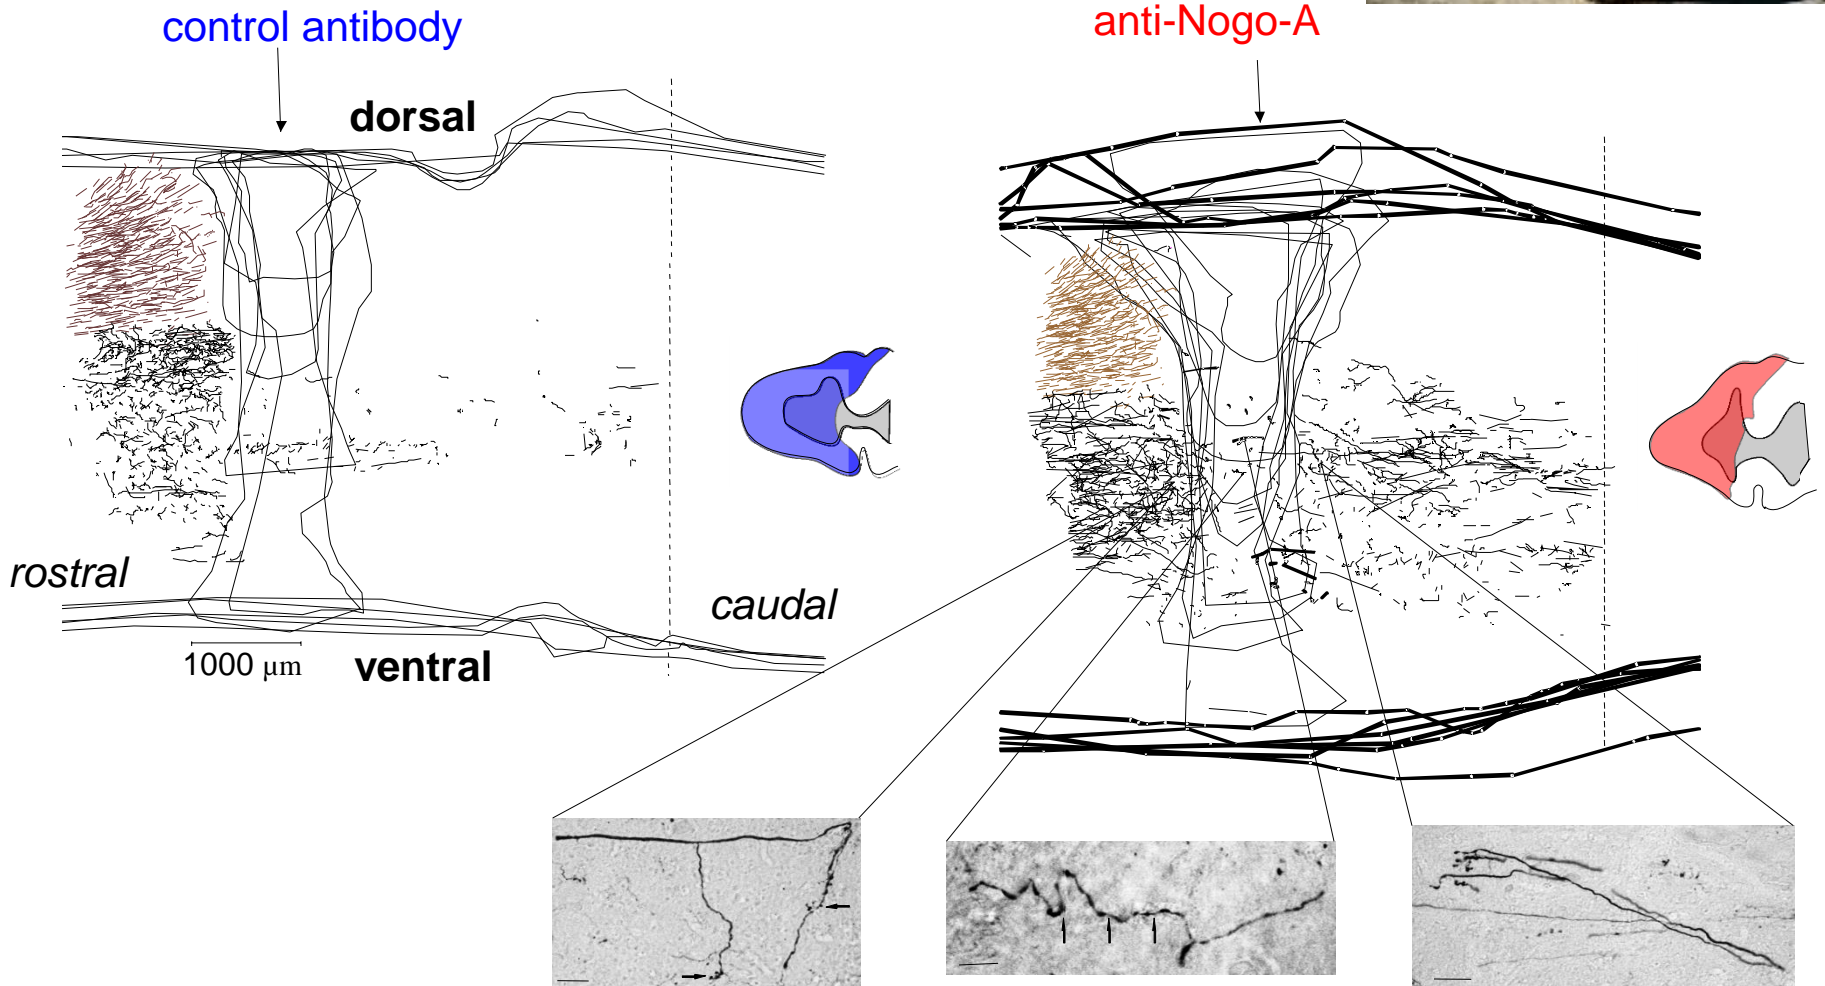 control antibody
anti-Nogo-A
dorsal
rostral
caudal
1000 µm
ventral